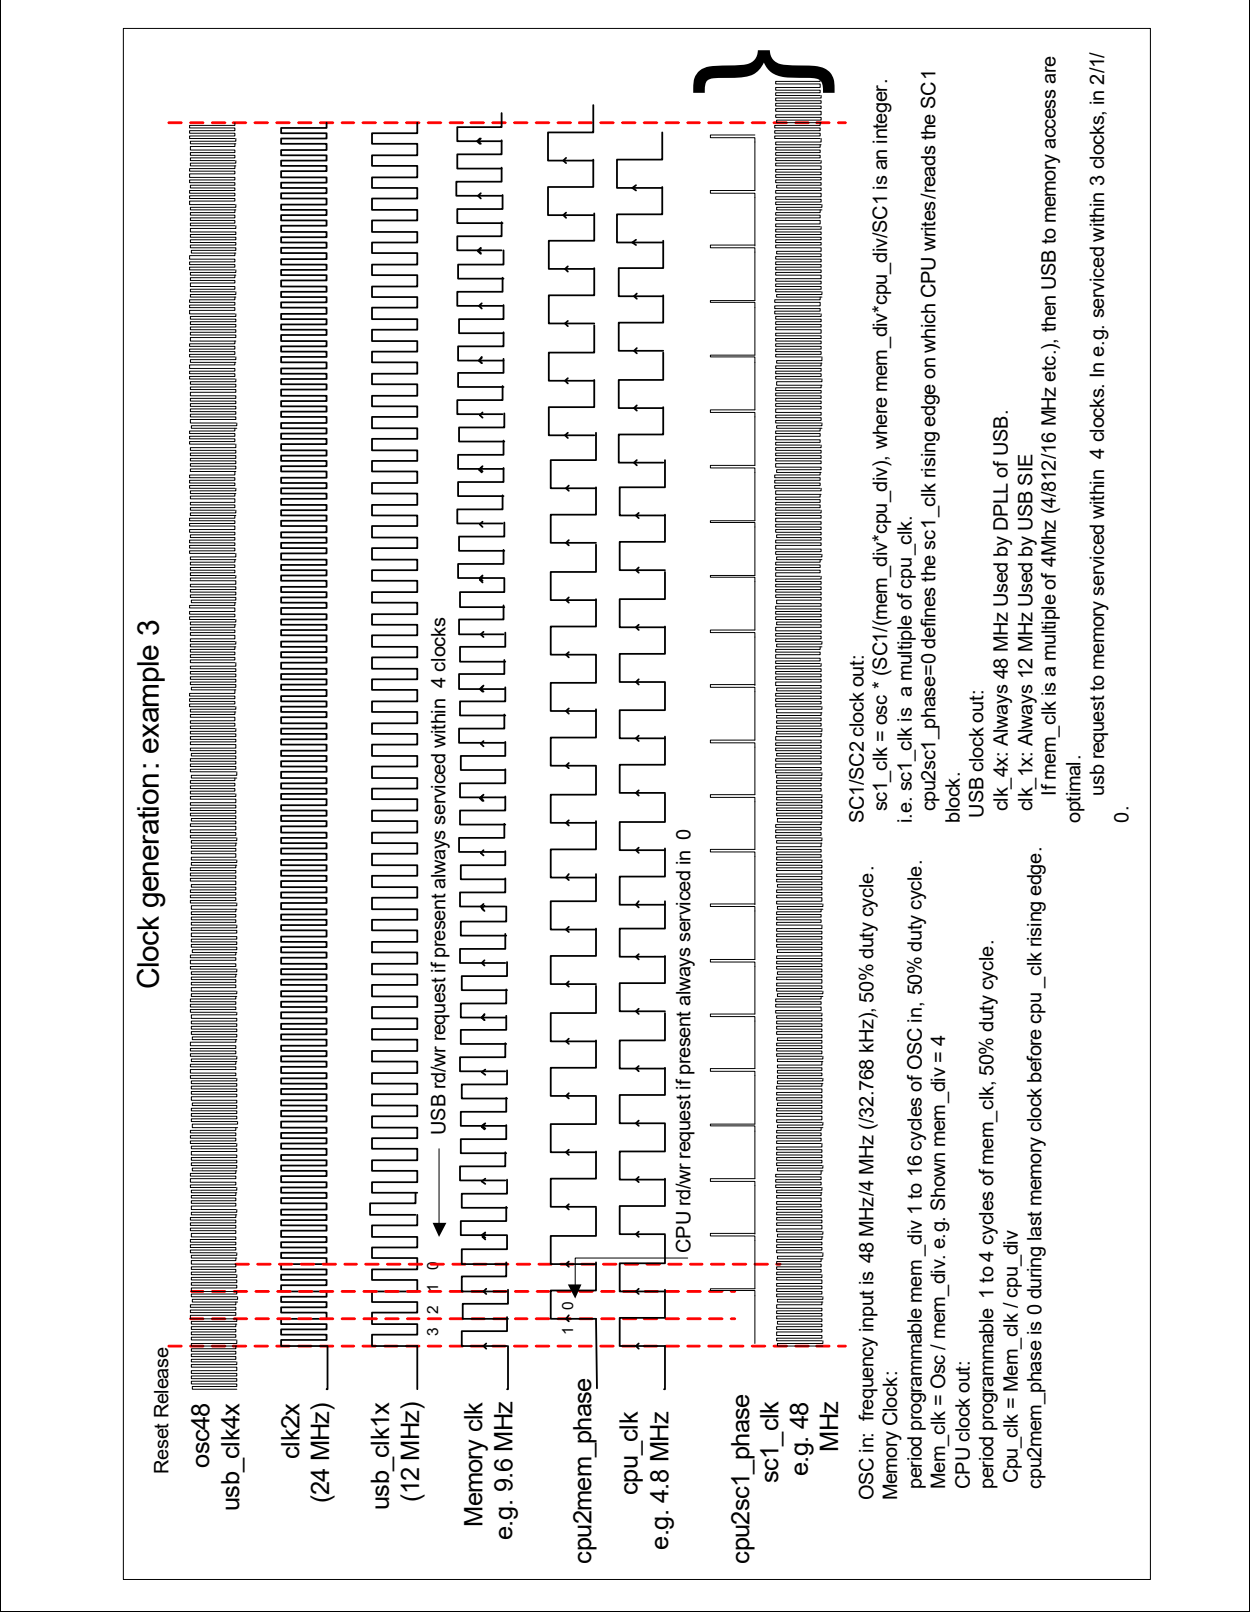 Clock generation: example 3
Reset Release
osc48
usb_clk4x
clk2x
(24 MHz)
usb_clk1x
(12 MHz)
3 2 1 0
USB rd/wr request if present always serviced within 4 clocks
Memory clk
e.g. 9.6 MHz
cpu2mem_phase
1 0
cpu_clk
e.g. 4.8 MHz
CPU rd/wr request if present always serviced in 0
cpu2sc1_phase
sc1_clk
e.g. 48
MHz
OSC in: frequency input is 48 MHz/4 MHz (/32.768 kHz), 50% duty cycle.
Memory Clock:
period programmable mem_div 1 to 16 cycles of OSC in, 50% duty cycle.
Mem_clk = Osc / mem_div. e.g. Shown mem_div = 4
CPU clock out:
period programmable 1 to 4 cycles of mem_clk, 50% duty cycle.
Cpu_clk = Mem_clk / cpu_div
cpu2mem_phase is 0 during last memory clock before cpu_clk rising edge.
SC1/SC2 clock out:
sc1_clk = osc * (SC1/(mem_div*cpu_div), where mem_div*cpu_div/SC1 is an integer.
i.e. sc1_clk is a multiple of cpu_clk.
cpu2sc1_phase=0 defines the sc1_clk rising edge on which CPU writes/reads the SC1
block.
USB clock out:
clk_4x: Always 48 MHz Used by DPLL of USB.
clk_1x: Always 12 MHz Used by USB SIE
If mem_clk is a multiple of 4Mhz (4/812/16 MHz etc.), then USB to memory access are
optimal.
usb request to memory serviced within 4 clocks. In e.g. serviced within 3 clocks, in 2/1/
0.